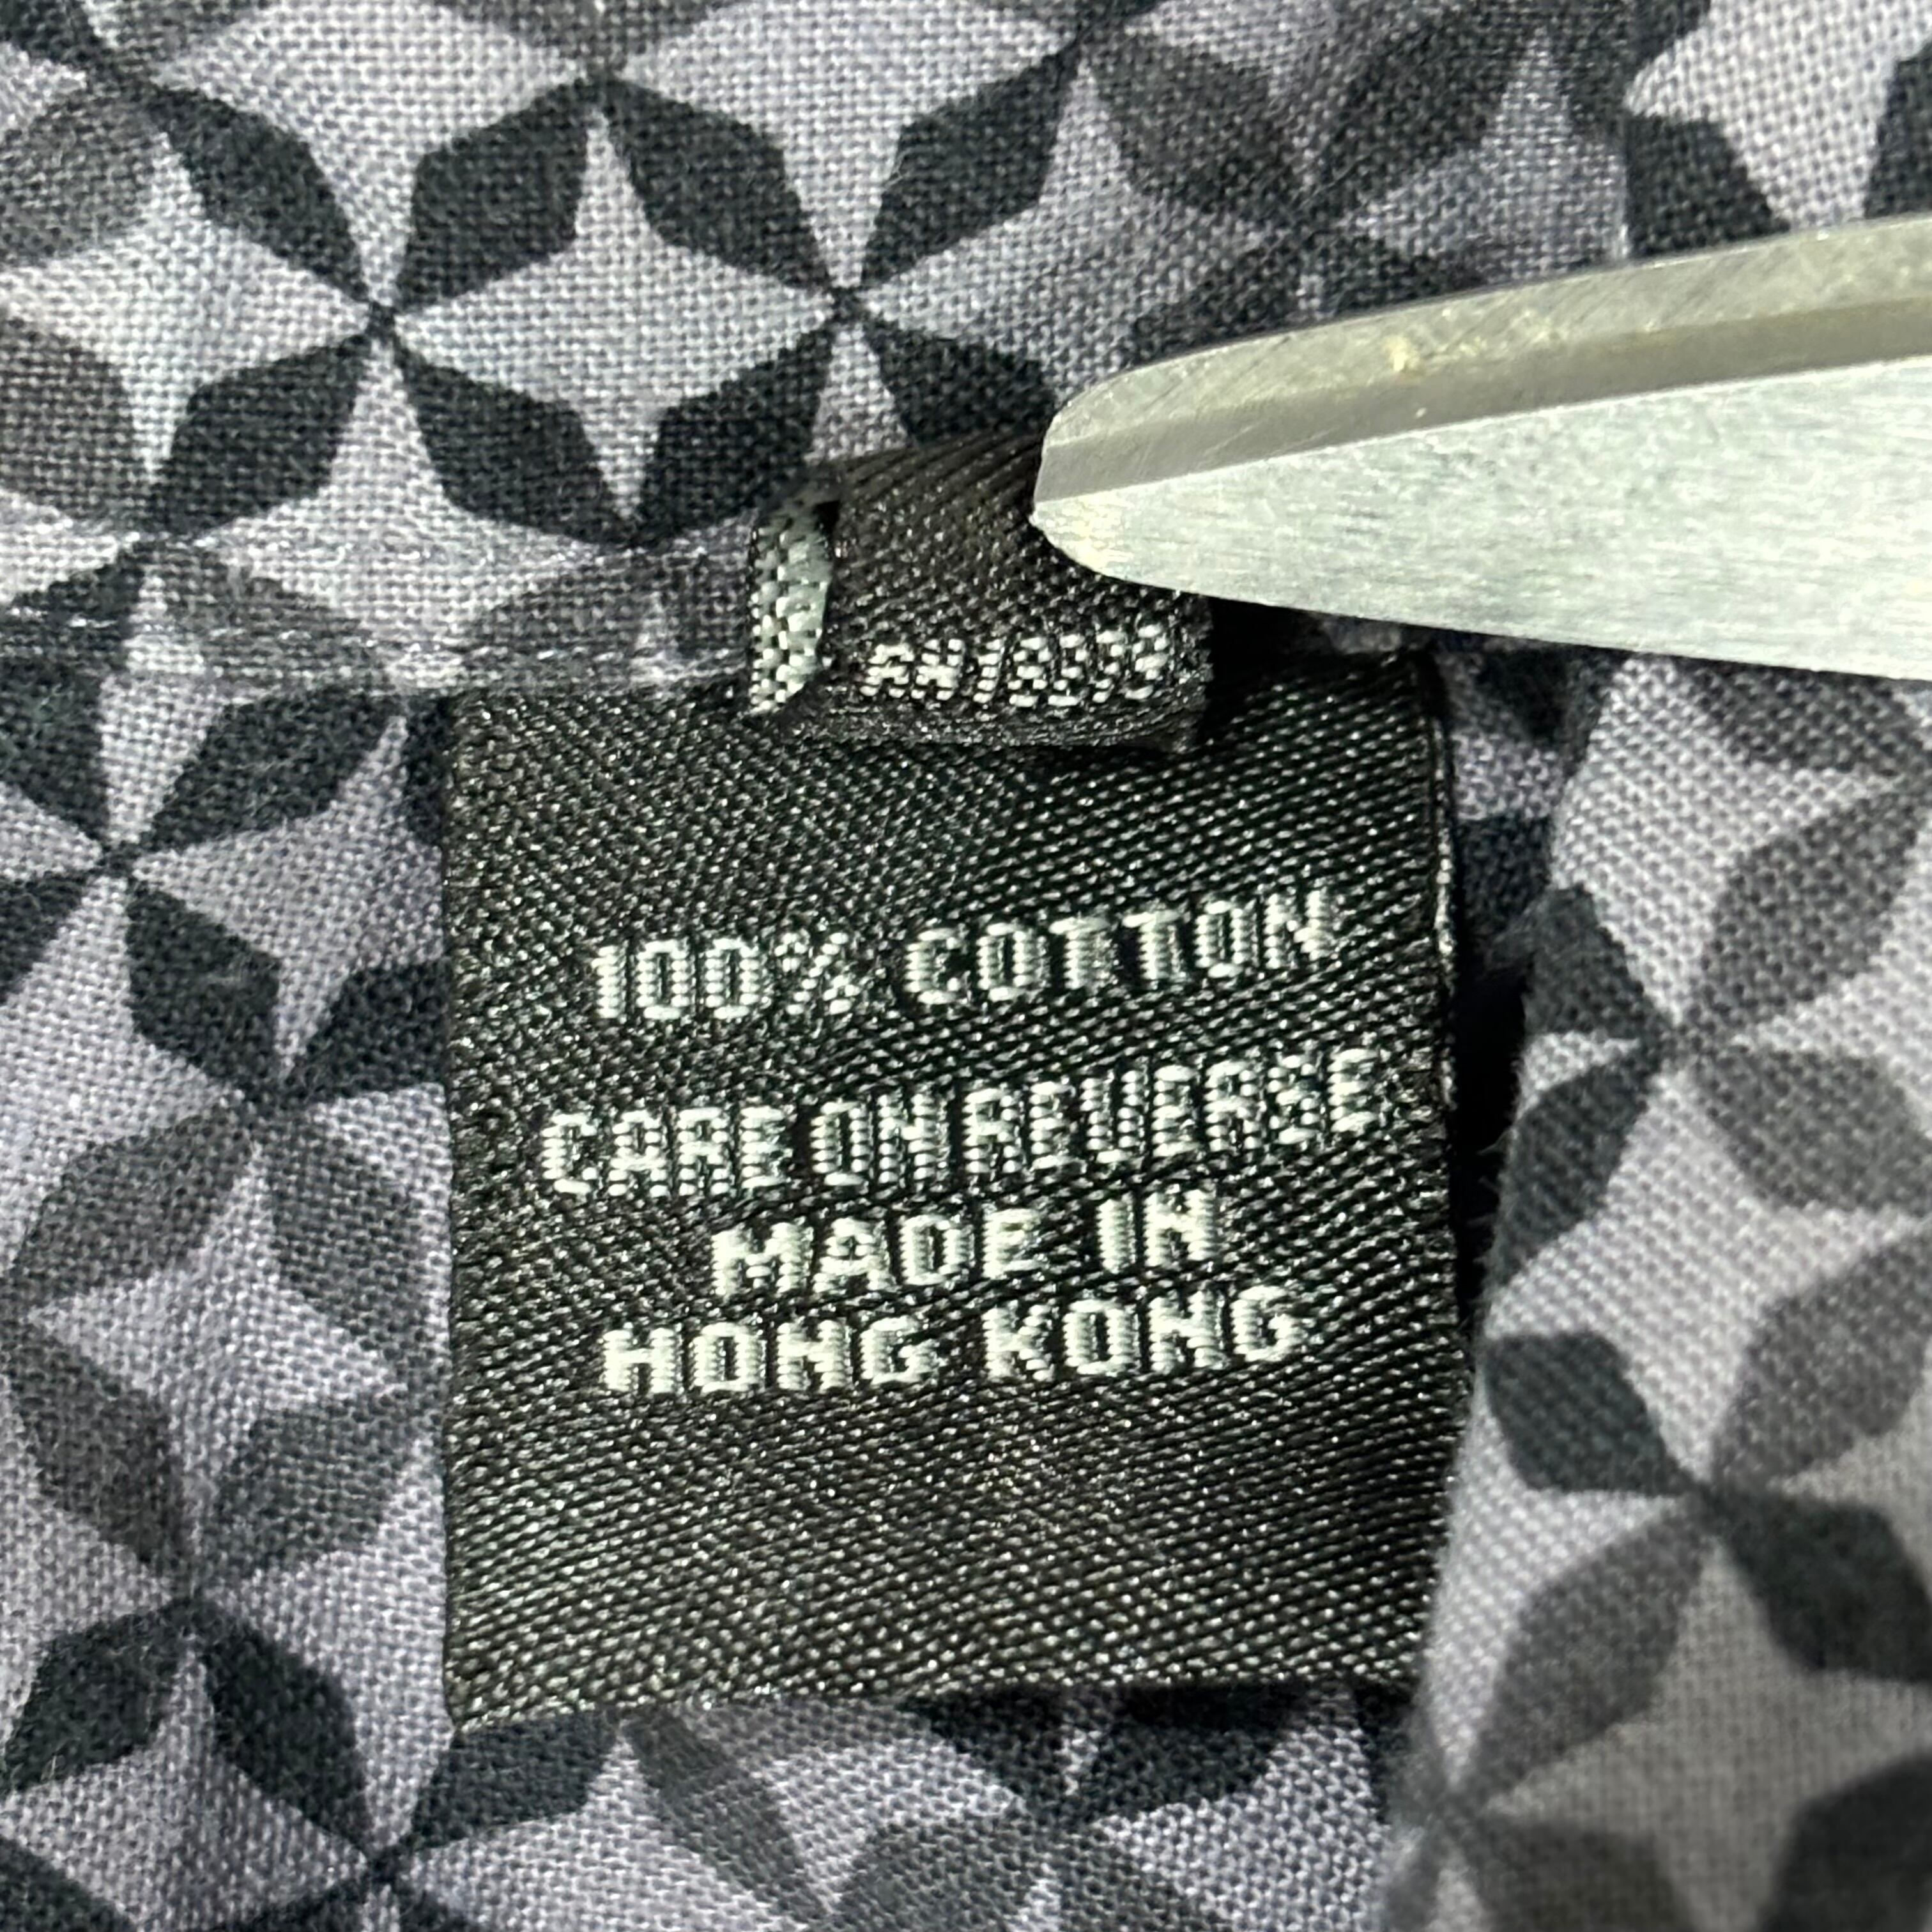 100% COTTON
CARE ON REVERSE
MADE IN
HONG KONG